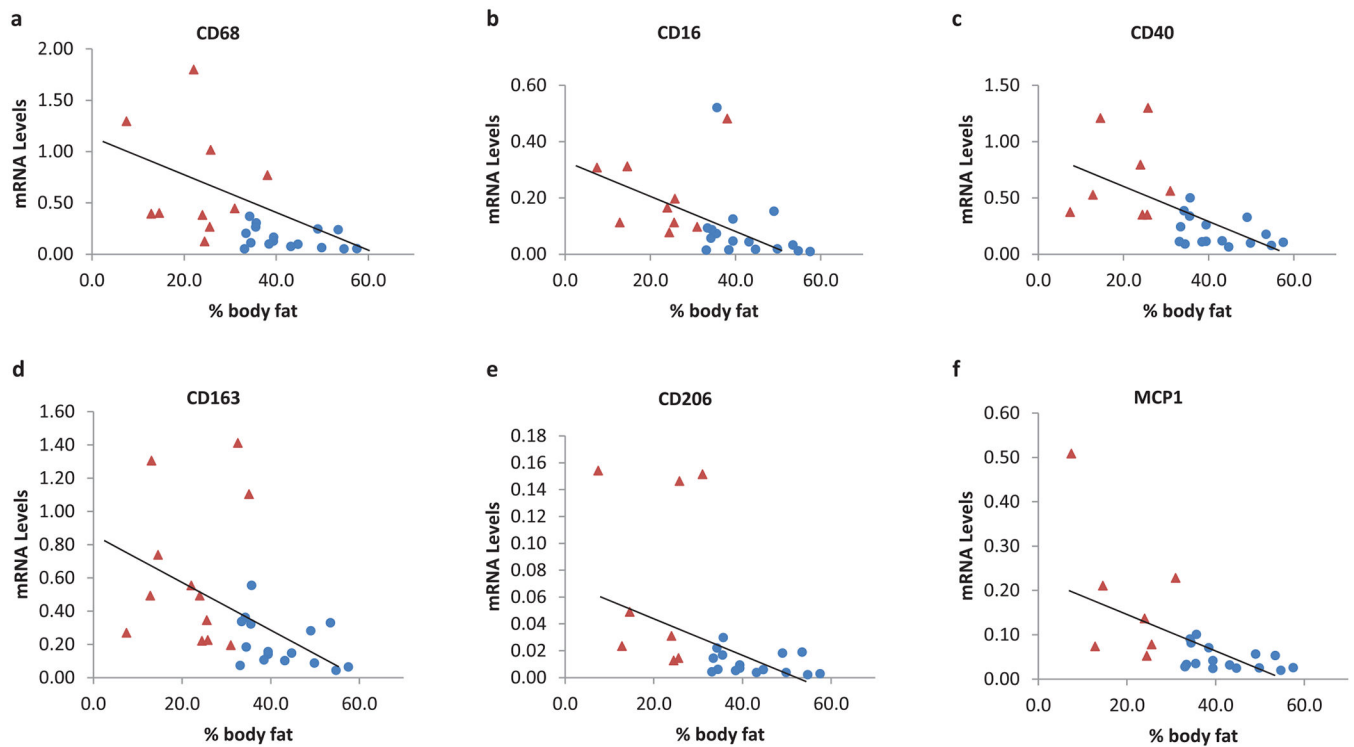 a
CD68
mRNA Levels
2.00
1.50
1.00
0.50
0.00
0.0 20.0 40.0 60.0
% body fat
b
CD16
mRNA Levels
0.60
0.40
0.20
0.00
0.0 20.0 40.0 60.0
% body fat
c
CD40
mRNA Levels
1.50
1.00
0.50
0.00
0.0 20.0 40.0 60.0
% body fat
d
CD163
mRNA Levels
1.60
1.40
1.20
1.00
0.80
0.60
0.40
0.20
0.00
0.0 20.0 40.0 60.0
% body fat
e
CD206
mRNA Levels
0.18
0.16
0.14
0.12
0.10
0.08
0.06
0.04
0.02
0.00
0.0 20.0 40.0 60.0
% body fat
f
MCP1
mRNA Levels
0.60
0.50
0.40
0.30
0.20
0.10
0.00
0.0 20.0 40.0 60.0
% body fat